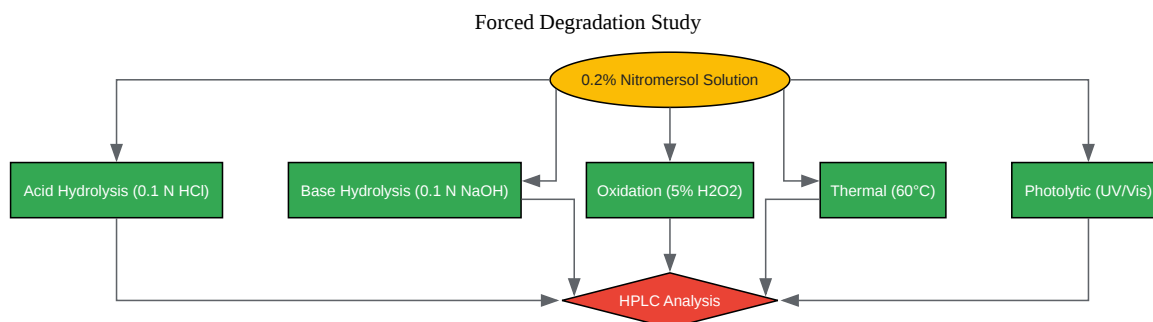 Forced Degradation Study
0.2% Nitromersol Solution
Acid Hydrolysis (0.1 N HCl)
Base Hydrolysis (0.1 N NaOH)
Oxidation (5% H2O2)
Thermal (60°C)
Photolytic (UV/Vis)
HPLC Analysis